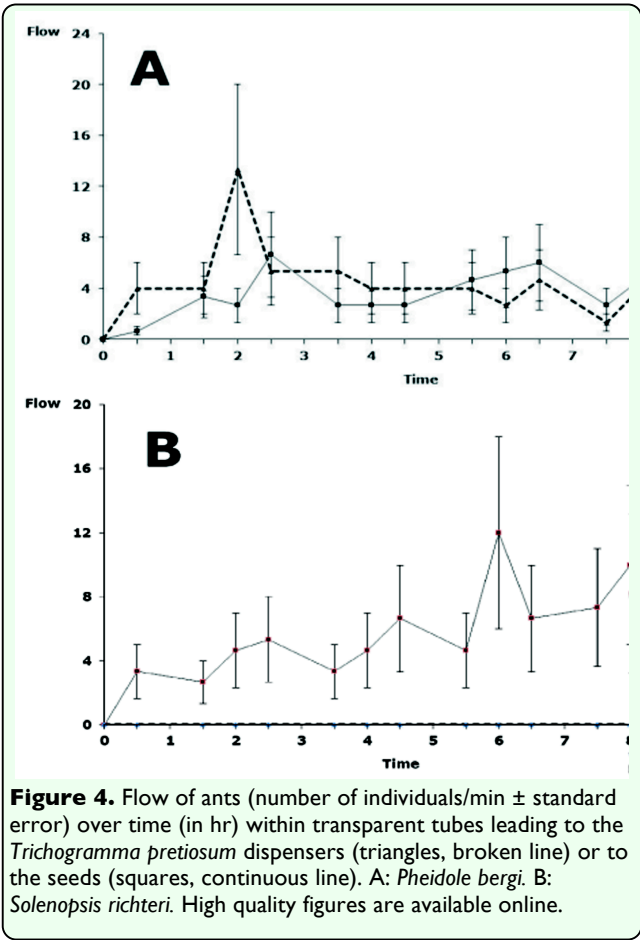 Flow 24
A
20
16
12
8
4
0
0 1 2 3 4 5 6 7
Time
Flow 20
B
16
12
8
4
0
0 1 2 3 4 5 6 7 8
Time
Figure 4. Flow of ants (number of individuals/min ± standard
error) over time (in hr) within transparent tubes leading to the
Trichogramma pretiosum dispensers (triangles, broken line) or to
the seeds (squares, continuous line). A: Pheidole bergi. B:
Solenopsis richteri. High quality figures are available online.